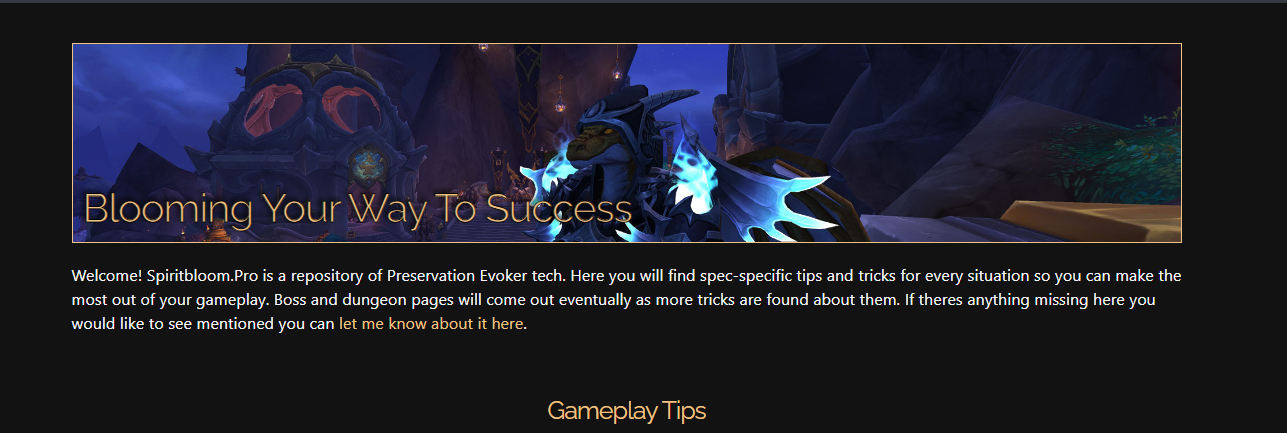 Blooming Your Way To Success
Welcome! Spiritbloom.Pro is a repository of Preservation Evoker tech. Here you will find spec-specific tips and tricks for every situation so you can make the
most out of your gameplay. Boss and dungeon pages will come out eventually as more tricks are found about them. If theres anything missing here you
would like to see mentioned you can let me know about it here.
Gameplay Tips